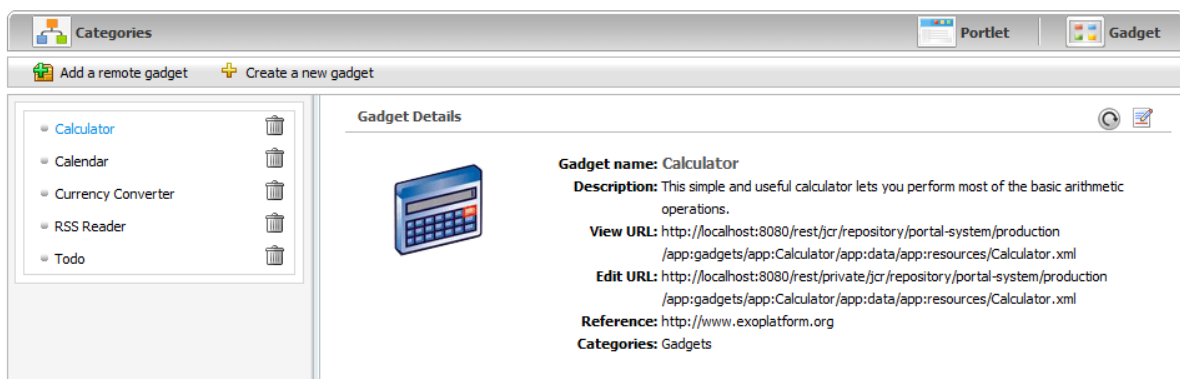 Categories
Portlet
Gadget
Add a remote gadget
Create a new gadget
Calculator
Calendar
Currency Converter
RSS Reader
Todo
Gadget Details
Gadget name: Calculator
Description: This simple and useful calculator lets you perform most of the basic arithmetic
operations.
View URL: http://localhost:8080/rest/jcr/repository/portal-system/production
/app:gadgets/app:Calculator/app:data/app:resources/Calculator.xml
Edit URL: http://localhost:8080/rest/private/jcr/repository/portal-system/production
/app:gadgets/app:Calculator/app:data/app:resources/Calculator.xml
Reference: http://www.exoplatform.org
Categories: Gadgets